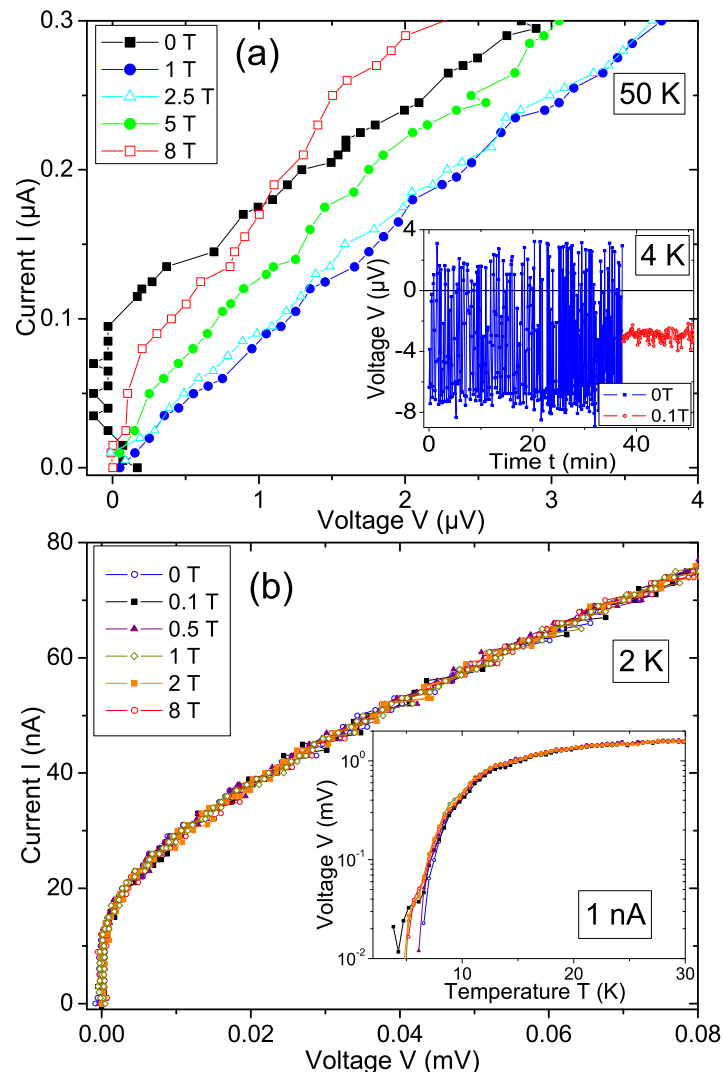 0.3
0.2
0.1
0.0
Current I (μA)
0 T
1 T
2.5 T
5 T
8 T
(a)
50 K
4
0
-4
-8
Voltage V (μV)
4 K
0T
0.1T
0 20 40
Time t (min)
0 1 2 3 4
Voltage V (μV)
80
60
40
20
0
Current I (nA)
0 T
0.1 T
0.5 T
1 T
2 T
8 T
(b)
2 K
10⁰
10⁻¹
10⁻²
Voltage V (mV)
1 nA
10 20 30
Temperature T (K)
0.00 0.02 0.04 0.06 0.08
Voltage V (mV)